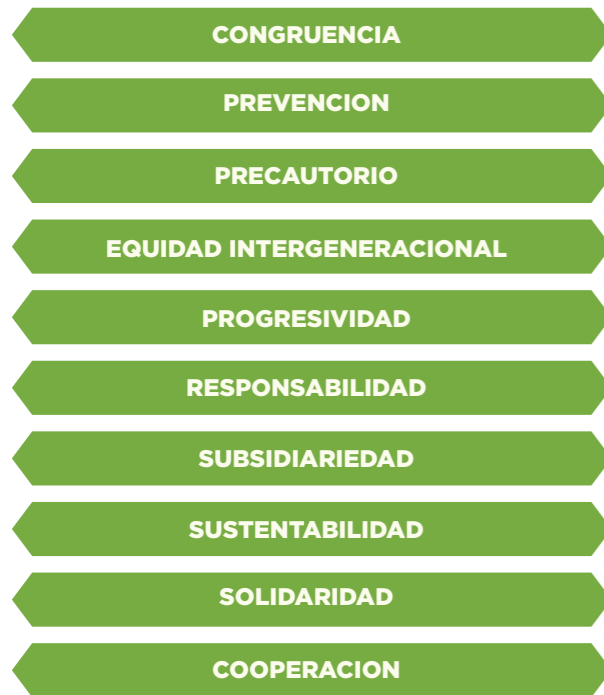 CONGRUENCIA
PREVENCION
PRECAUTORIO
EQUIDAD INTERGENERACIONAL
PROGRESIVIDAD
RESPONSABILIDAD
SUBSIDIARIEDAD
SUSTENTABILIDAD
SOLIDARIDAD
COOPERACION